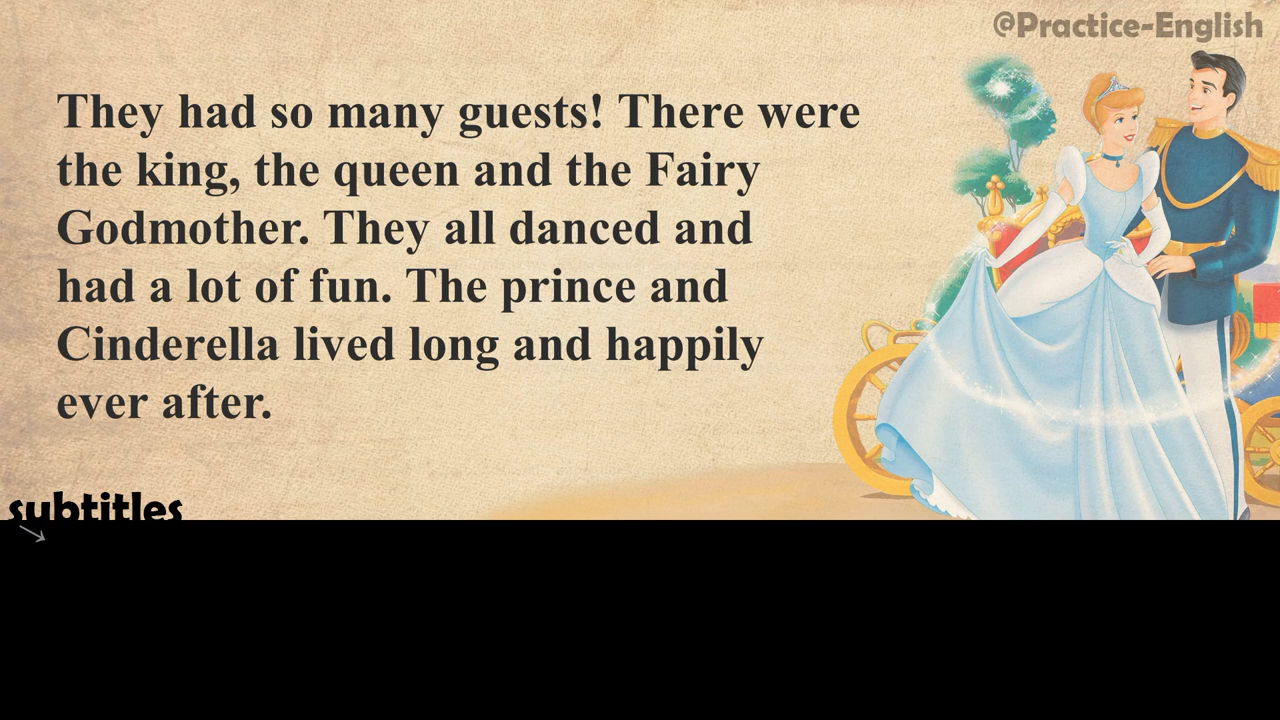 @Practice-English
They had so many guests! There were
the king, the queen and the Fairy
Godmother. They all danced and
had a lot of fun. The prince and
Cinderella lived long and happily
ever after.
subtitles